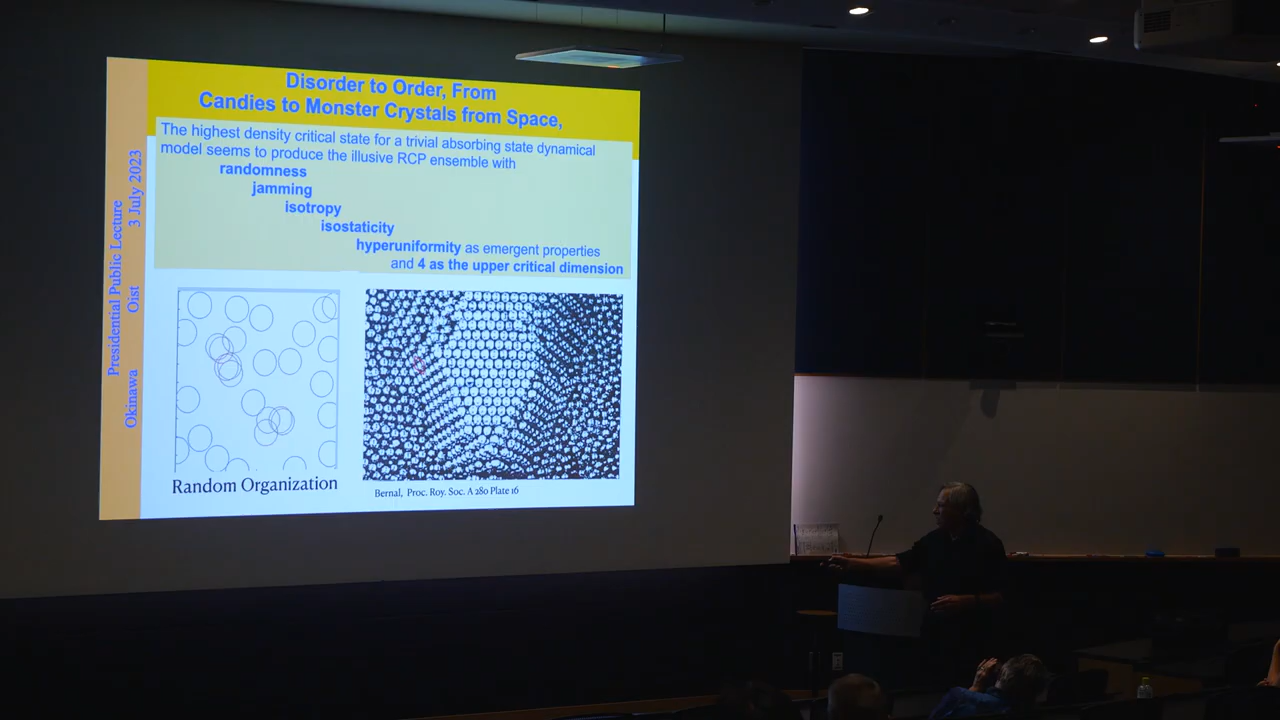 Disorder to Order, From
Candies to Monster Crystals from Space,
The highest density critical state for a trivial absorbing state dynamical
model seems to produce the illusive RCP ensemble with
randomness
jamming
isotropy
isostaticity
hyperuniformity as emergent properties
and 4 as the upper critical dimension
Okinawa Oist 3 July 2023
Presidential Public Lecture
Random Organization
Bernal, Proc. Roy. Soc. A 280 Plate 16